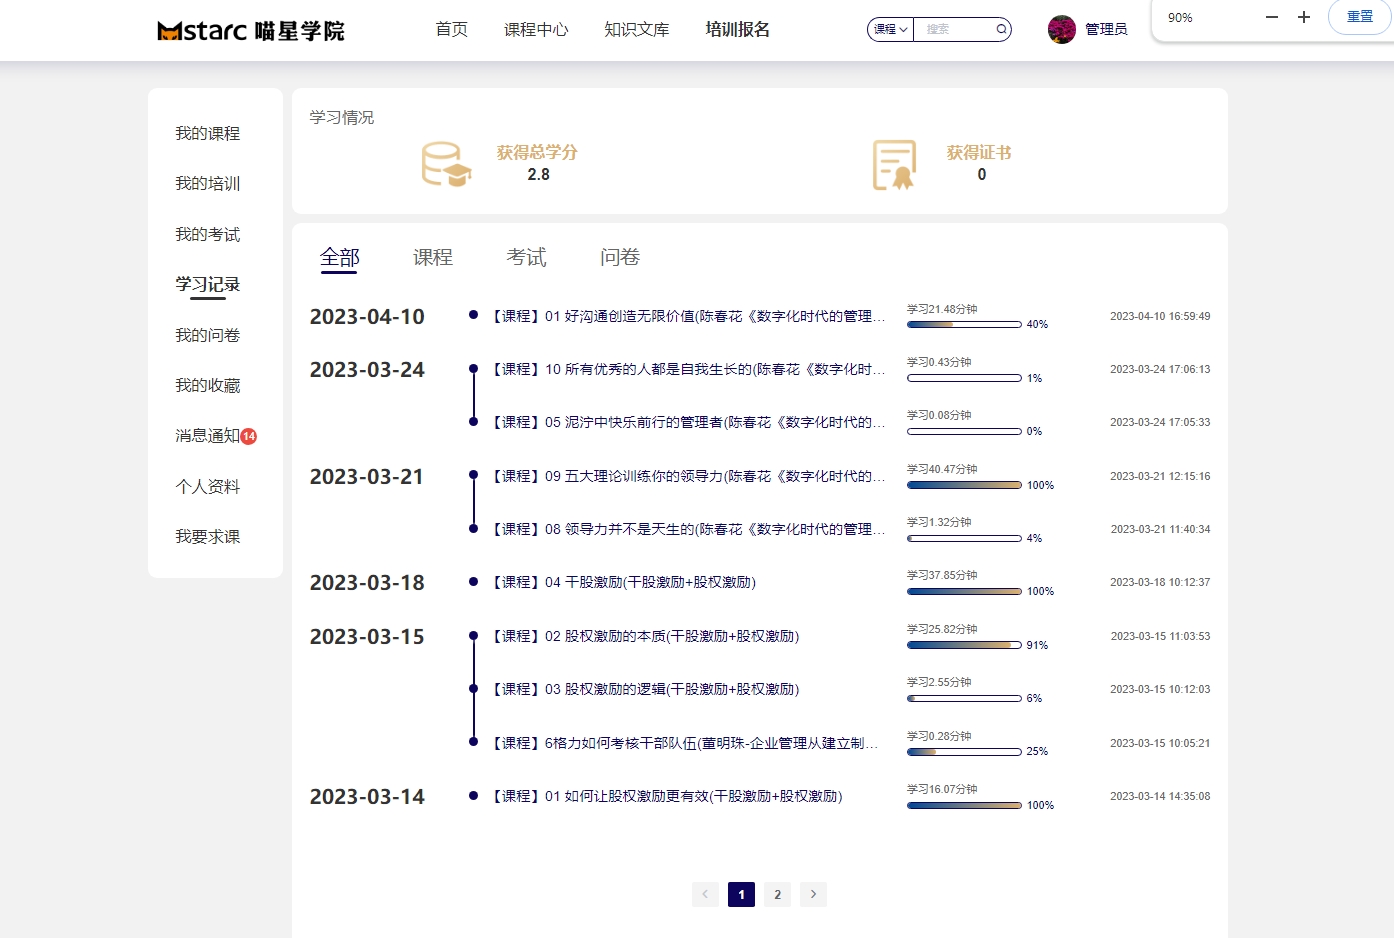 Mstarc 喵星学院
首页
课程中心
知识文库
培训报名
课程
搜索
管理员
90%
重置
我的课程
我的培训
我的考试
学习记录
我的问卷
我的收藏
消息通知14
个人资料
我要求课
学习情况
获得总学分
2.8
获得证书
0
全部
课程
考试
问卷
2023-04-10
【课程】01 好沟通创造无限价值(陈春花《数字化时代的管理...
学习21.48分钟
40%
2023-04-10 16:59:49
2023-03-24
【课程】10 所有优秀的人都是自我生长的(陈春花《数字化时...
学习0.43分钟
1%
2023-03-24 17:06:13
【课程】05 泥泞中快乐前行的管理者(陈春花《数字化时代的...
学习0.08分钟
0%
2023-03-24 17:05:33
2023-03-21
【课程】09 五大理论训练你的领导力(陈春花《数字化时代的...
学习40.47分钟
100%
2023-03-21 12:15:16
【课程】08 领导力并不是天生的(陈春花《数字化时代的管理...
学习1.32分钟
4%
2023-03-21 11:40:34
2023-03-18
【课程】04 干股激励(干股激励+股权激励)
学习37.85分钟
100%
2023-03-18 10:12:37
2023-03-15
【课程】02 股权激励的本质(干股激励+股权激励)
学习25.82分钟
91%
2023-03-15 11:03:53
【课程】03 股权激励的逻辑(干股激励+股权激励)
学习2.55分钟
6%
2023-03-15 10:12:03
【课程】6格力如何考核干部队伍(董明珠-企业管理从建立制...
学习0.28分钟
25%
2023-03-15 10:05:21
2023-03-14
【课程】01 如何让股权激励更有效(干股激励+股权激励)
学习16.07分钟
100%
2023-03-14 14:35:08
1
2